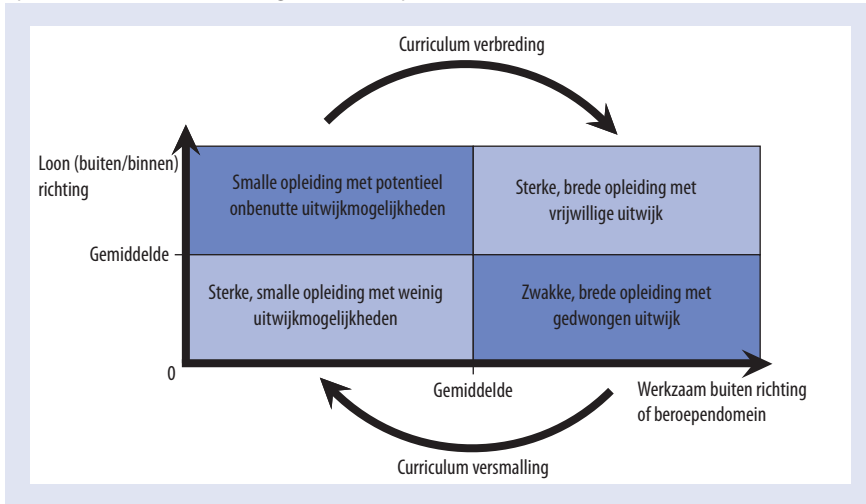 Curriculum verbreding
Loon (buiten/binnen)
richting
Smalle opleiding met potentieel
onbenutte uitwijkmogelijkheden
Sterke, brede opleiding met
vrijwillige uitwijk
Gemiddelde
Sterke, smalle opleiding met weinig
uitwijkmogelijkheden
Zwakke, brede opleiding met
gedwongen uitwijk
0
Gemiddelde
Werkzaam buiten richting
of beroependomein
Curriculum versmalling